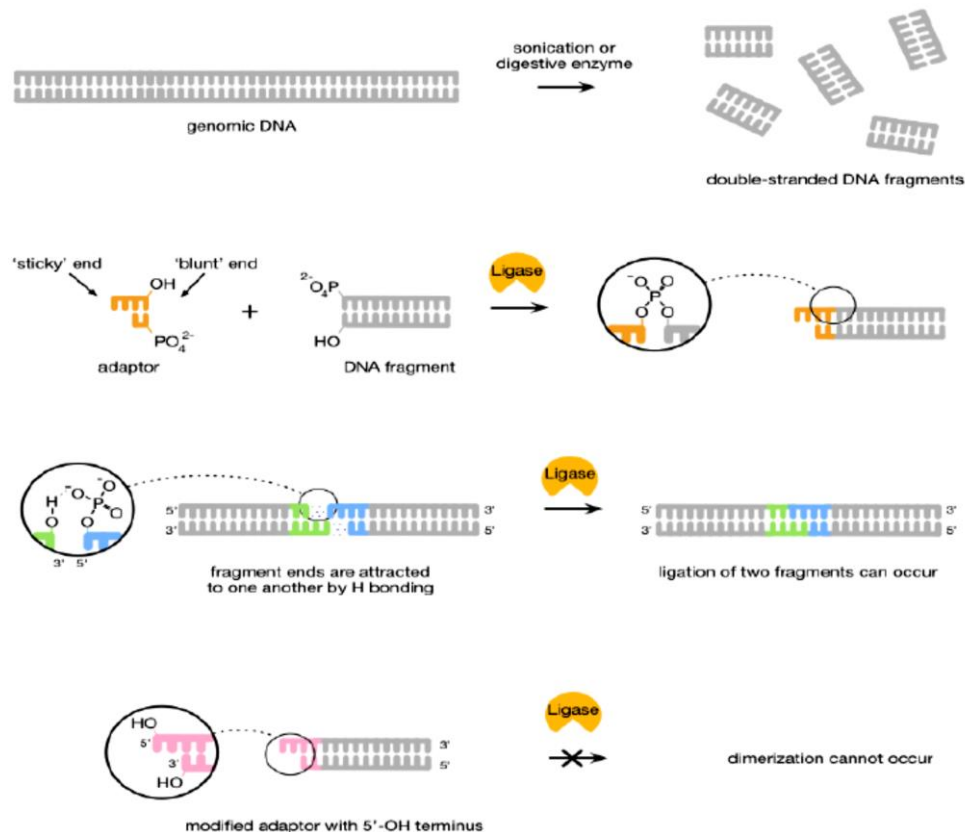 sonication or
digestive enzyme
genomic DNA
double-stranded DNA fragments
'sticky' end
'blunt' end
OH
PO₄²⁻
adaptor
+
²⁻O₄P
HO
DNA fragment
Ligase
⁻O O
P
O O
H
O
⁻O O⁻
P
O O
3' 5'
5' 3'
3' 5'
fragment ends are attracted
to one another by H bonding
Ligase
5' 3'
3' 5'
ligation of two fragments can occur
HO
5'
3'
HO
3'
5'
modified adaptor with 5'-OH terminus
Ligase
dimerization cannot occur